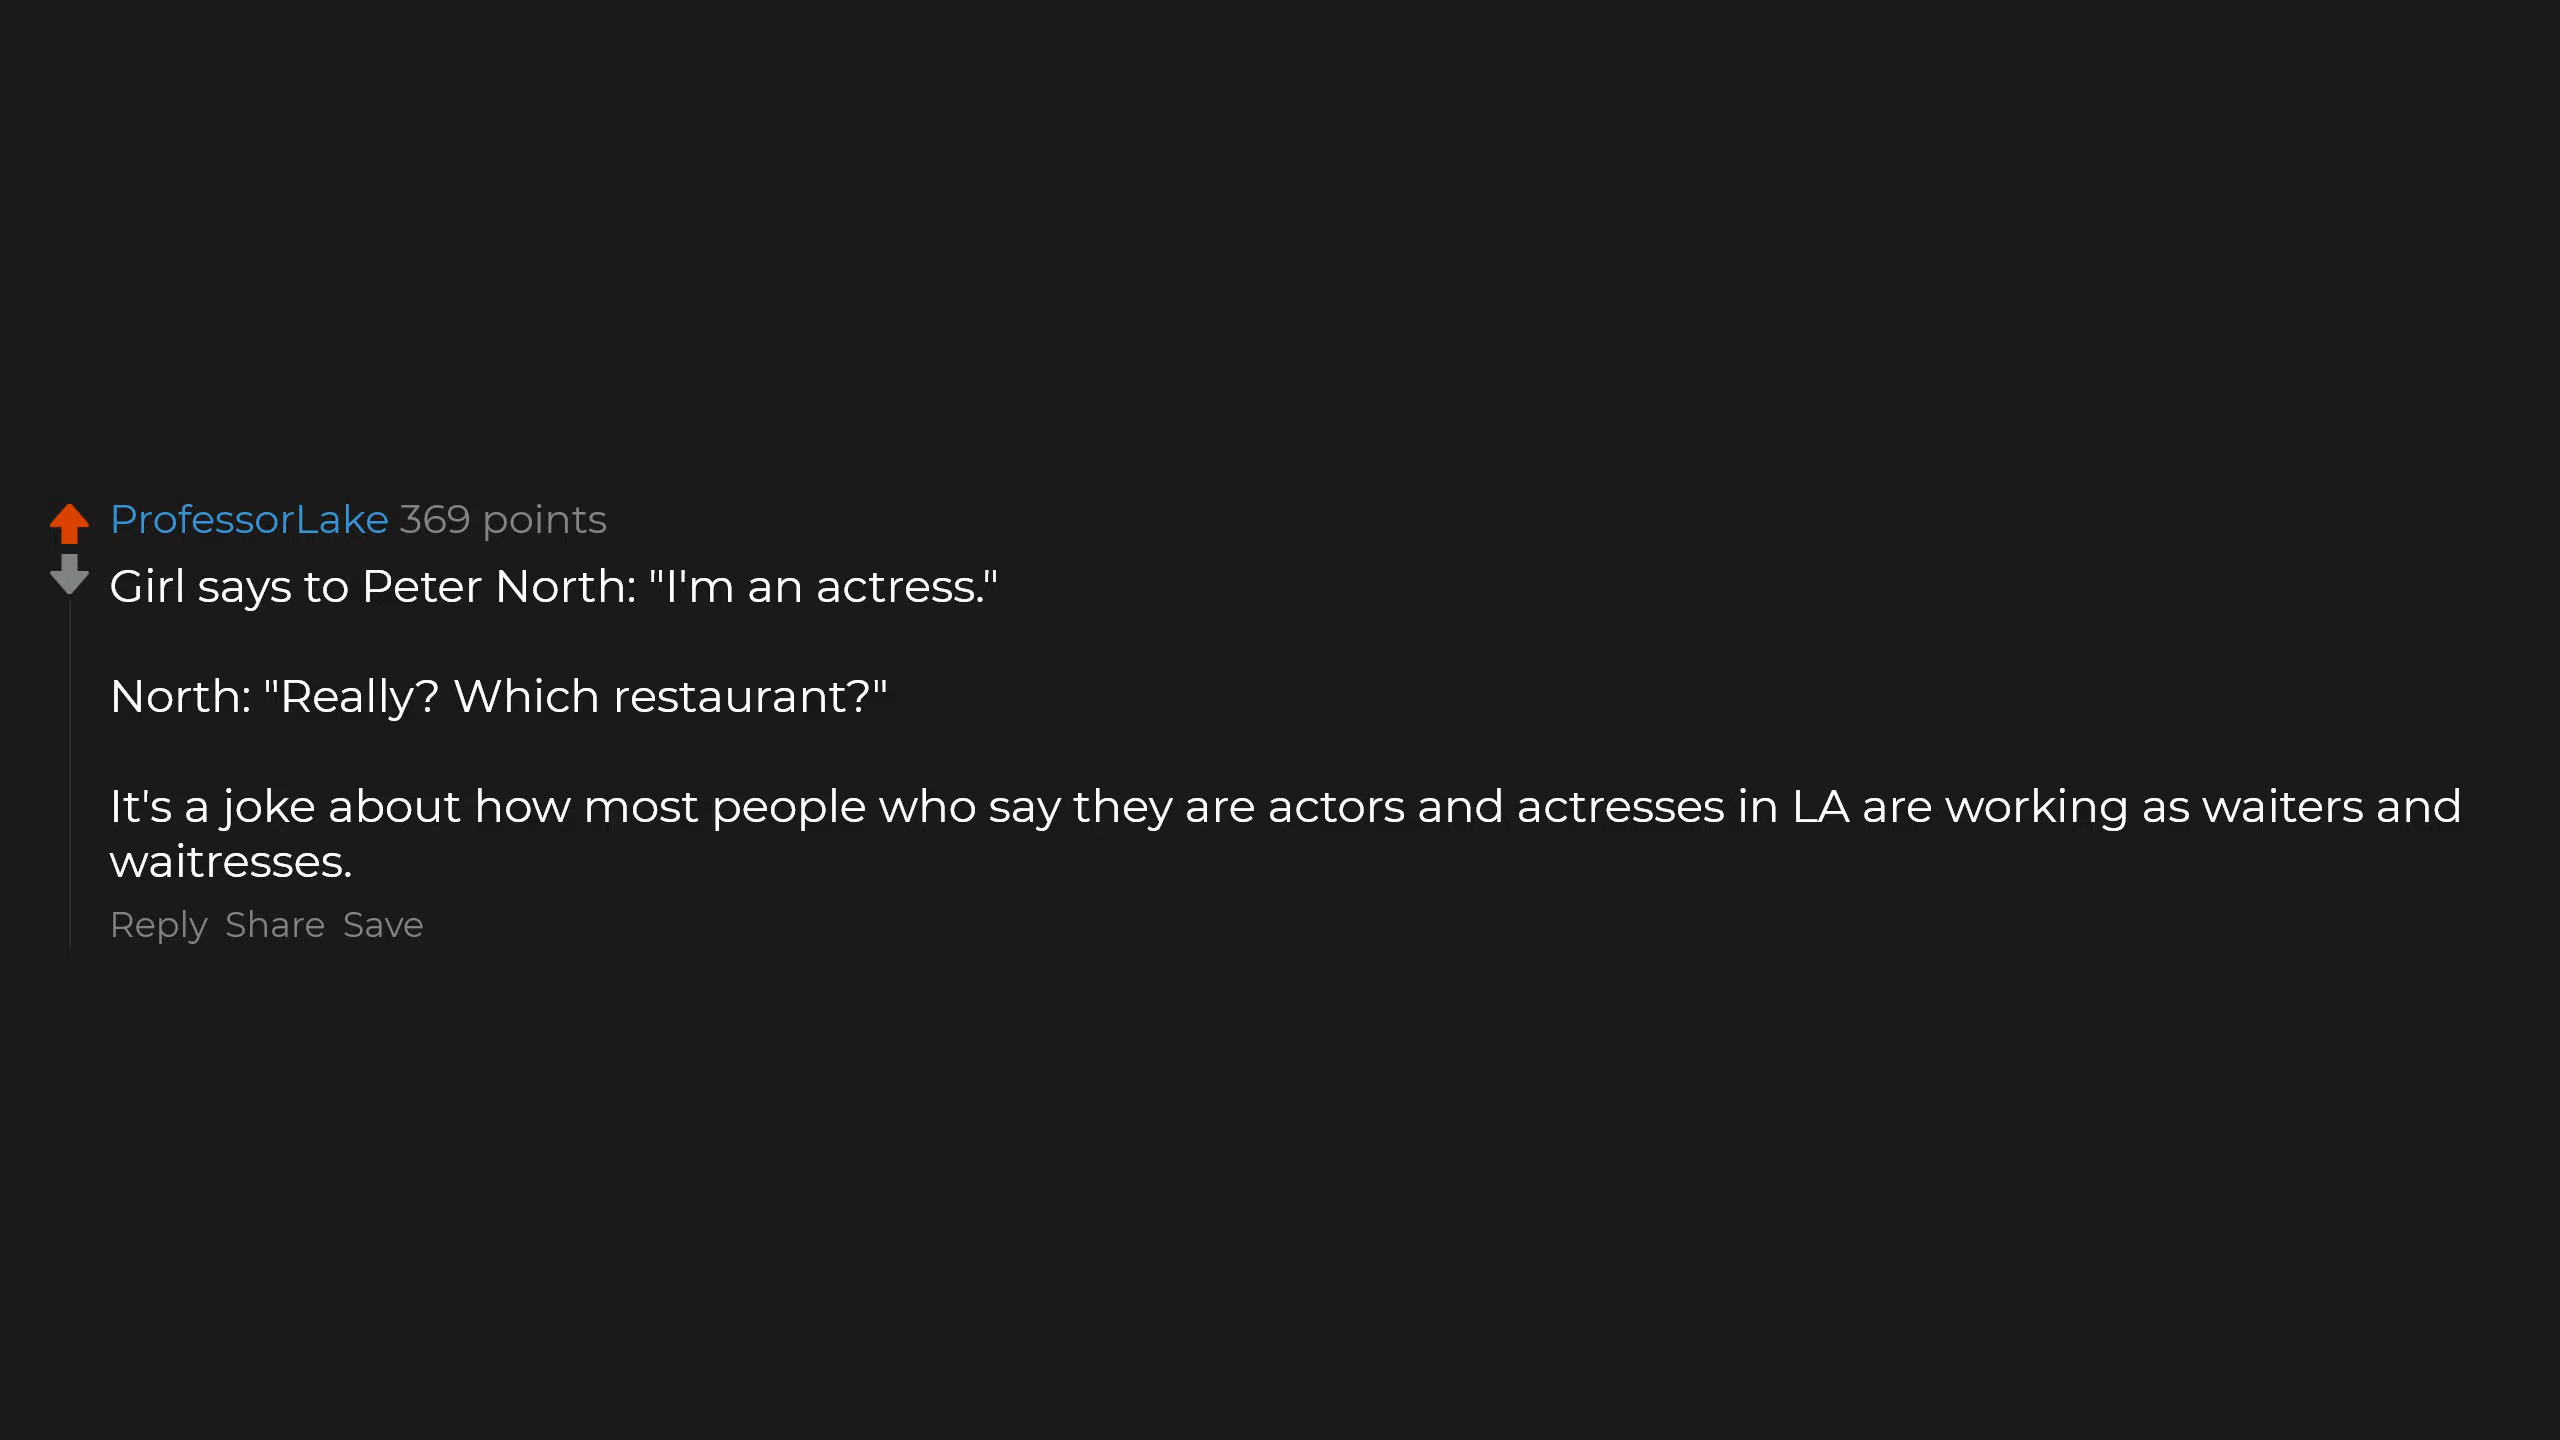 ProfessorLake 369 points
Girl says to Peter North: "I'm an actress."
North: "Really? Which restaurant?"
It's a joke about how most people who say they are actors and actresses in LA are working as waiters and
waitresses.
Reply Share Save